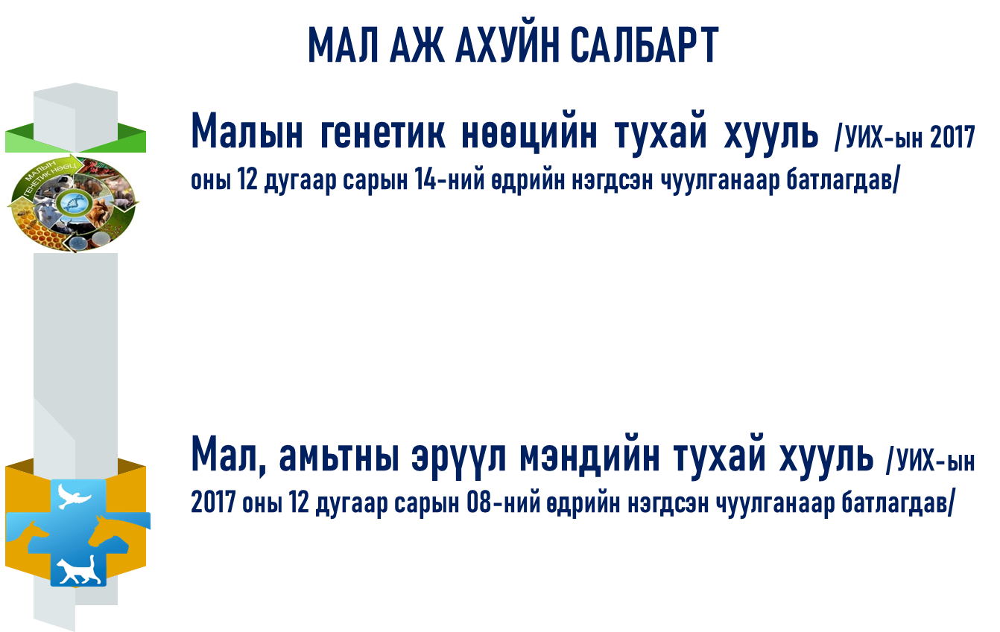 МАЛ АЖ АХУЙН САЛБАРТ
Малын генетик нөөцийн тухай хууль /УИХ-ын 2017
оны 12 дугаар сарын 14-ний өдрийн нэгдсэн чуулганаар батлагдав/
МАЛЫН
ГЕНЕТИК НӨӨЦ
Мал, амьтны эрүүл мэндийн тухай хууль /УИХ-ын
2017 оны 12 дугаар сарын 08-ний өдрийн нэгдсэн чуулганаар батлагдав/